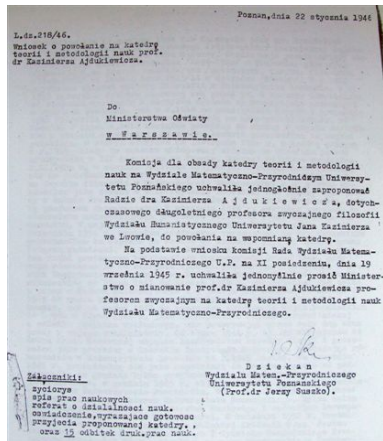 Poznań, dnia 22 stycznia 1946
L.dz.218/46.
Wniosek o powołanie na katedrę
teorii i metodologii nauk prof.
dr Kazimierza Ajdukiewicza.
Do
Ministerstwa Oświaty
w Warszawie.
Komisja dla obsady katedry teorii i metodologii
nauk na Wydziale Matematyczno-Przyrodniczym Uniwersy-
tetu Poznańskiego uchwaliła jednogłośnie zaproponować
Radzie dra Kazimierza A j d u k i e w i c z a, dotych-
czasowego długoletniego profesora zwyczajnego filozofii
Wydziału Humanistycznego Uniwersytetu Jana Kazimierza
we Lwowie, do powołania na wspomnianą katedrę.
Na podstawie wniosku komisji Rada Wydziału Matema-
tyczno-Przyrodniczego U.P. na XI posiedzeniu, dnia 19
września 1945 r. uchwaliła jednomyślnie prosić Minister-
stwo o mianowanie prof.dr Kazimierza Ajdukiewicza pro-
fesorem zwyczajnym na katedrę teorii i metodologii nauk
Wydziału Matematyczno-Przyrodniczego.
D z i e k a n
Wydziału Matem.-Przyrodniczego
Uniwersytetu Poznańskiego
(Prof.dr Jerzy Suszko).
Załączniki:
życiorys
spis prac naukowych
referat o działalności nauk.
oświadczenie, wyrażające gotowość
przyjęcia proponowanej katedry.
oraz 15 odbitek druk.prac nauk.